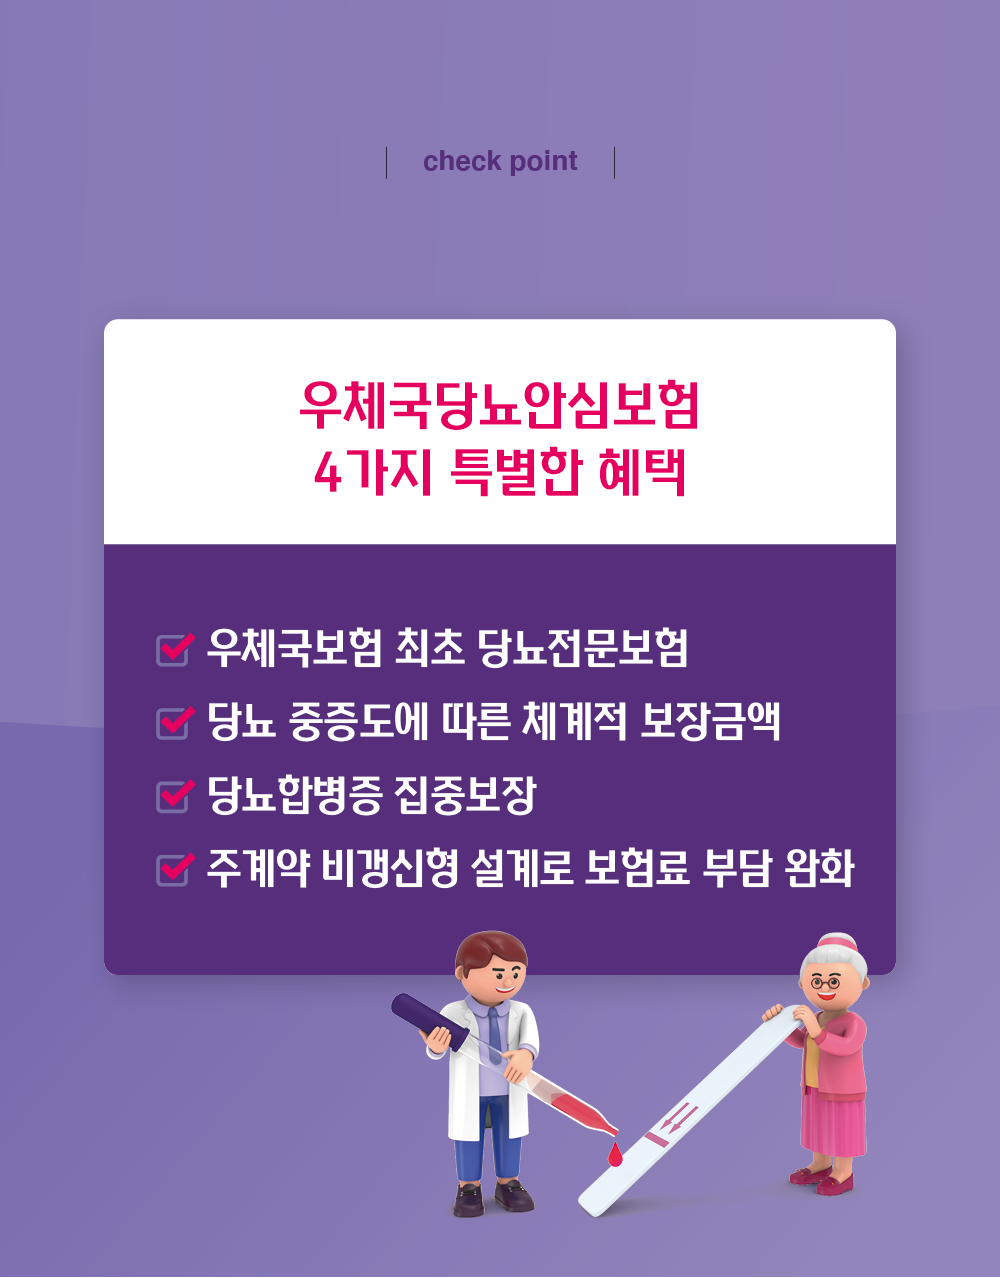 check point
우체국당뇨안심보험
4가지 특별한 혜택
우체국보험 최초 당뇨전문보험
당뇨 중증도에 따른 체계적 보장금액
당뇨합병증 집중보장
주계약 비갱신형 설계로 보험료 부담 완화